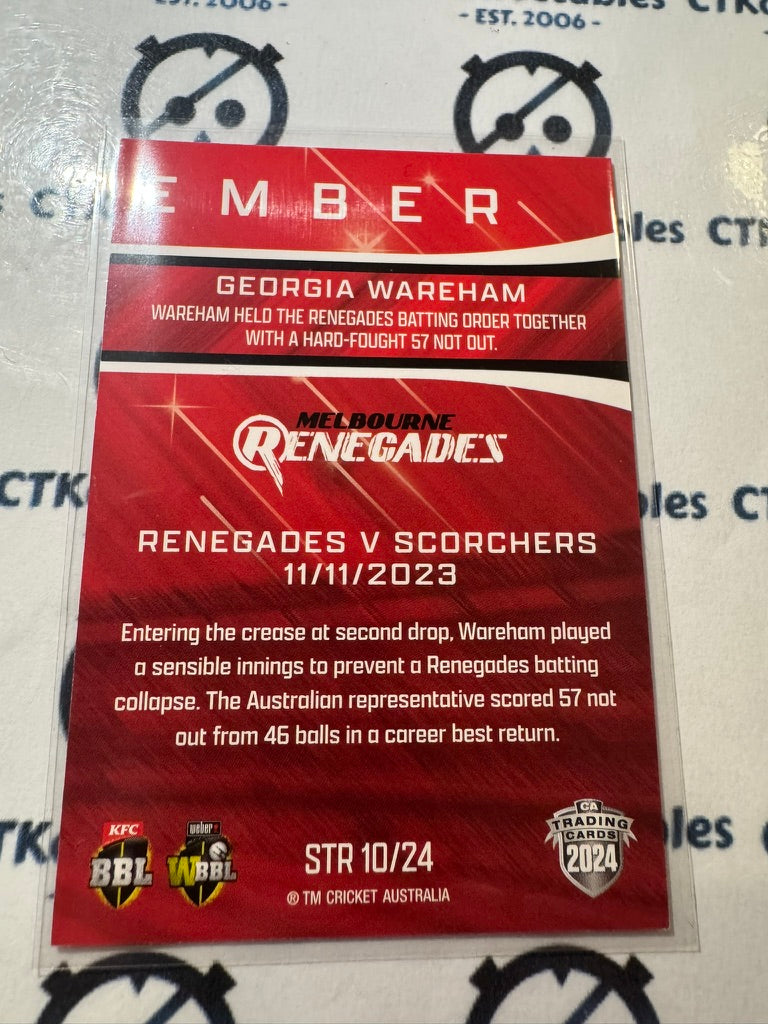 - EST. 2006 -
EMBER
GEORGIA WAREHAM
WAREHAM HELD THE RENEGADES BATTING ORDER TOGETHER
WITH A HARD-FOUGHT 57 NOT OUT.
MELBOURNE
RENEGADES
RENEGADES V SCORCHERS
11/11/2023
Entering the crease at second drop, Wareham played
a sensible innings to prevent a Renegades batting
collapse. The Australian representative scored 57 not
out from 46 balls in a career best return.
KFC
BBL
weber
WBBL
STR 10/24
® TM CRICKET AUSTRALIA
CA
TRADING
CARDS
2024